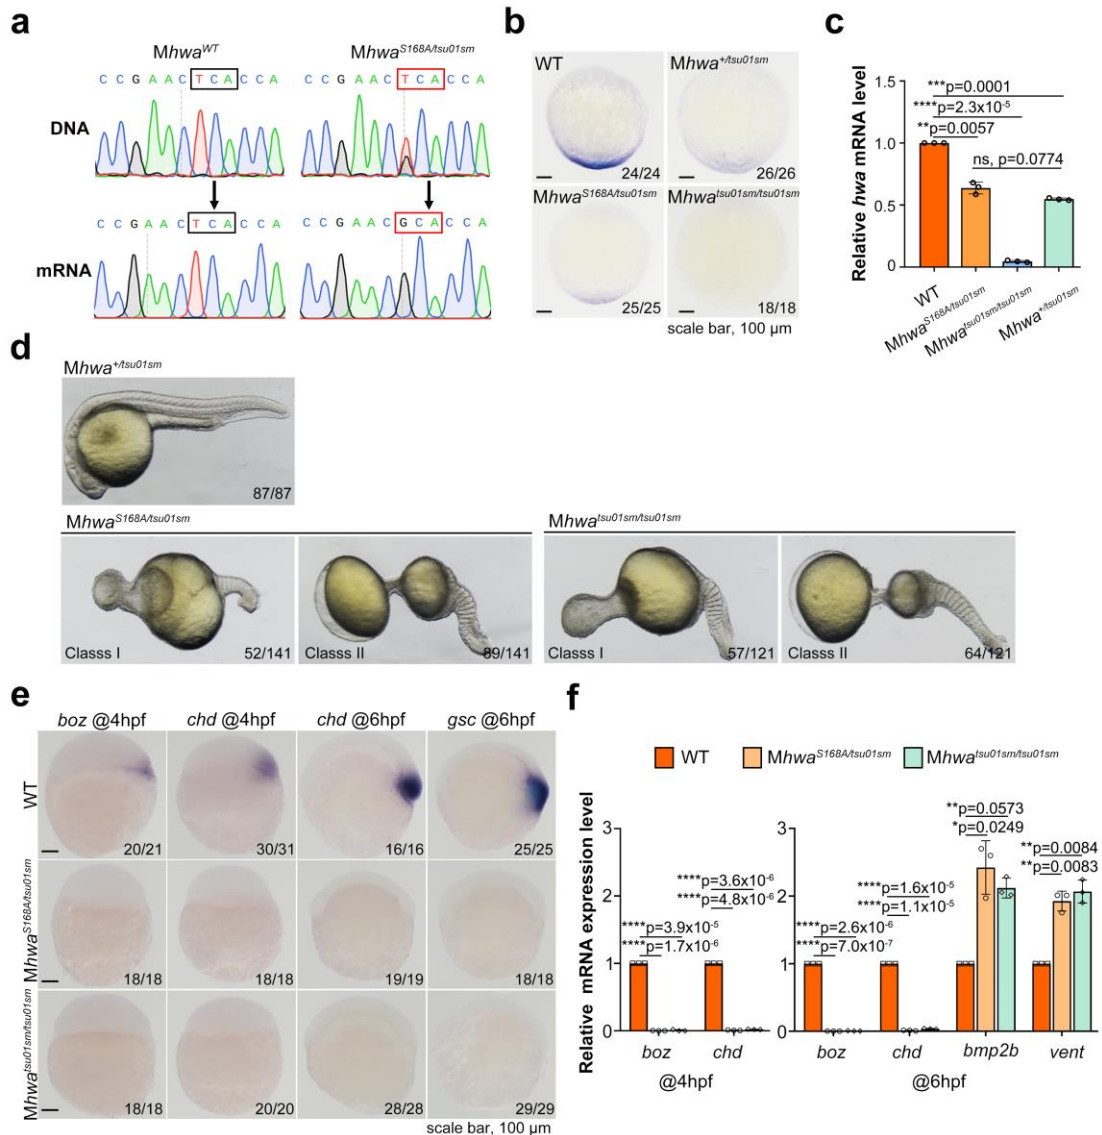 a
MhwaWT MhwaS168A/tsu01sm
C C G A A C T C A C C A C C G A A C T C A C C A
DNA
C C G A A C T C A C C A C C G A A C G C A C C A
mRNA
b
WT Mhwa+/tsu01sm
24/24 26/26
MhwaS168A/tsu01sm Mhwatsu01sm/tsu01sm
25/25 18/18
scale bar, 100 µm
c
Relative hwa mRNA level
1.5
1.0
0.5
0
***p=0.0001
****p=2.3x10-5
**p=0.0057
ns, p=0.0774
WT
MhwaS168A/tsu01sm
Mhwatsu01sm/tsu01sm
Mhwa+/tsu01sm
d
Mhwa+/tsu01sm
87/87
MhwaS168A/tsu01sm Mhwatsu01sm/tsu01sm
Classs I 52/141 Classs II 89/141 Classs I 57/121 Classs II 64/121
e
boz @4hpf chd @4hpf chd @6hpf gsc @6hpf
WT
20/21 30/31 16/16 25/25
MhwaS168A/tsu01sm
18/18 18/18 19/19 18/18
Mhwatsu01sm/tsu01sm
18/18 20/20 28/28 29/29
scale bar, 100 µm
f
WT MhwaS168A/tsu01sm Mhwatsu01sm/tsu01sm
Relative mRNA expression level
3
2
1
0
****p=3.6x10-6
****p=4.8x10-6
****p=3.9x10-5
****p=1.7x10-6
boz chd
@4hpf
3
2
1
0
**p=0.0573
*p=0.0249
**p=0.0084
**p=0.0083
****p=1.6x10-5
****p=1.1x10-5
****p=2.6x10-6
****p=7.0x10-7
boz chd bmp2b vent
@6hpf